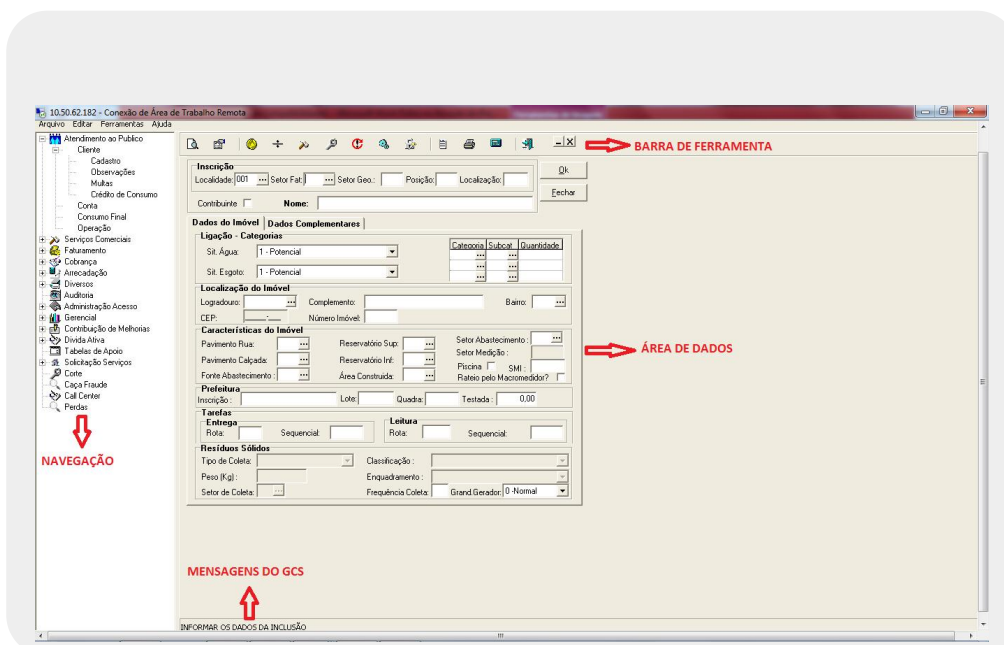 10.50.62.182 - Conexão de Área de Trabalho Remota
Arquivo Editar Ferramentas Ajuda
Atendimento ao Publico
Cliente
Cadastro
Observações
Multas
Crédito de Consumo
Conta
Consumo Final
Operação
Serviços Comerciais
Faturamento
Cobrança
Arrecadação
Diversos
Auditoria
Administração Acesso
Gerencial
Contribuição de Melhorias
Divida Ativa
Tabelas de Apoio
Solicitação Serviços
Corte
Caça Fraude
Call Center
Perdas
NAVEGAÇÃO
BARRA DE FERRAMENTA
Inscrição
Localidade: 001 ... Setor Fat: ... Setor Geo.: Posição: Localização:
Contribuinte Nome:
Ok
Fechar
Dados do Imóvel Dados Complementares
Ligação - Categorias
Sit. Água: 1 - Potencial
Sit. Esgoto: 1 - Potencial
Categoria Subcat Quantidade
... ...
... ...
... ...
Localização do Imóvel
Logradouro: ... Complemento: Bairro: ...
CEP: _____-___ Número Imóvel:
Características do Imóvel
Pavimento Rua: ... Reservatório Sup: ... Setor Abastecimento : ...
Setor Medição :
Pavimento Calçada: ... Reservatório Inf: ... Piscina SMI :
Fonte Abastecimento : ... Área Construida: ... Rateio pelo Macromedidor?
ÁREA DE DADOS
Prefeitura
Inscrição : Lote: Quadra: Testada : 0,00
Tarefas
Entrega
Rota: Sequencial:
Leitura
Rota: Sequencial:
Resíduos Sólidos
Tipo de Coleta: Classificação :
Peso (Kg) : Enquadramento :
Setor de Coleta: ... Frequência Coleta: Grand.Gerador: 0 -Normal
MENSAGENS DO GCS
INFORMAR OS DADOS DA INCLUSÃO